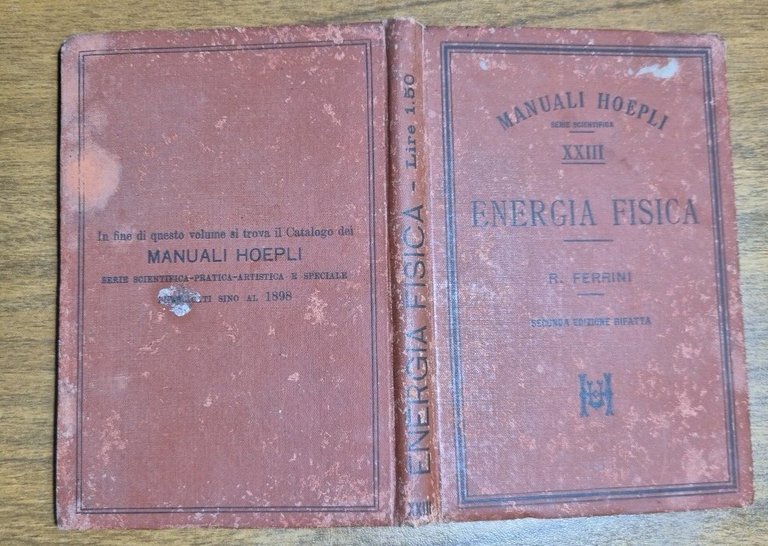 In fine di questo volume si trova il Catalogo dei
MANUALI HOEPLI
SERIE SCIENTIFICA-PRATICA-ARTISTICA E SPECIALE
SINO AL 1898
XXIII ENERGIA FISICA - Lire 1.50
MANUALI HOEPLI
SERIE SCIENTIFICA
XXIII
ENERGIA FISICA
R. FERRINI
SECONDA EDIZIONE RIFATTA